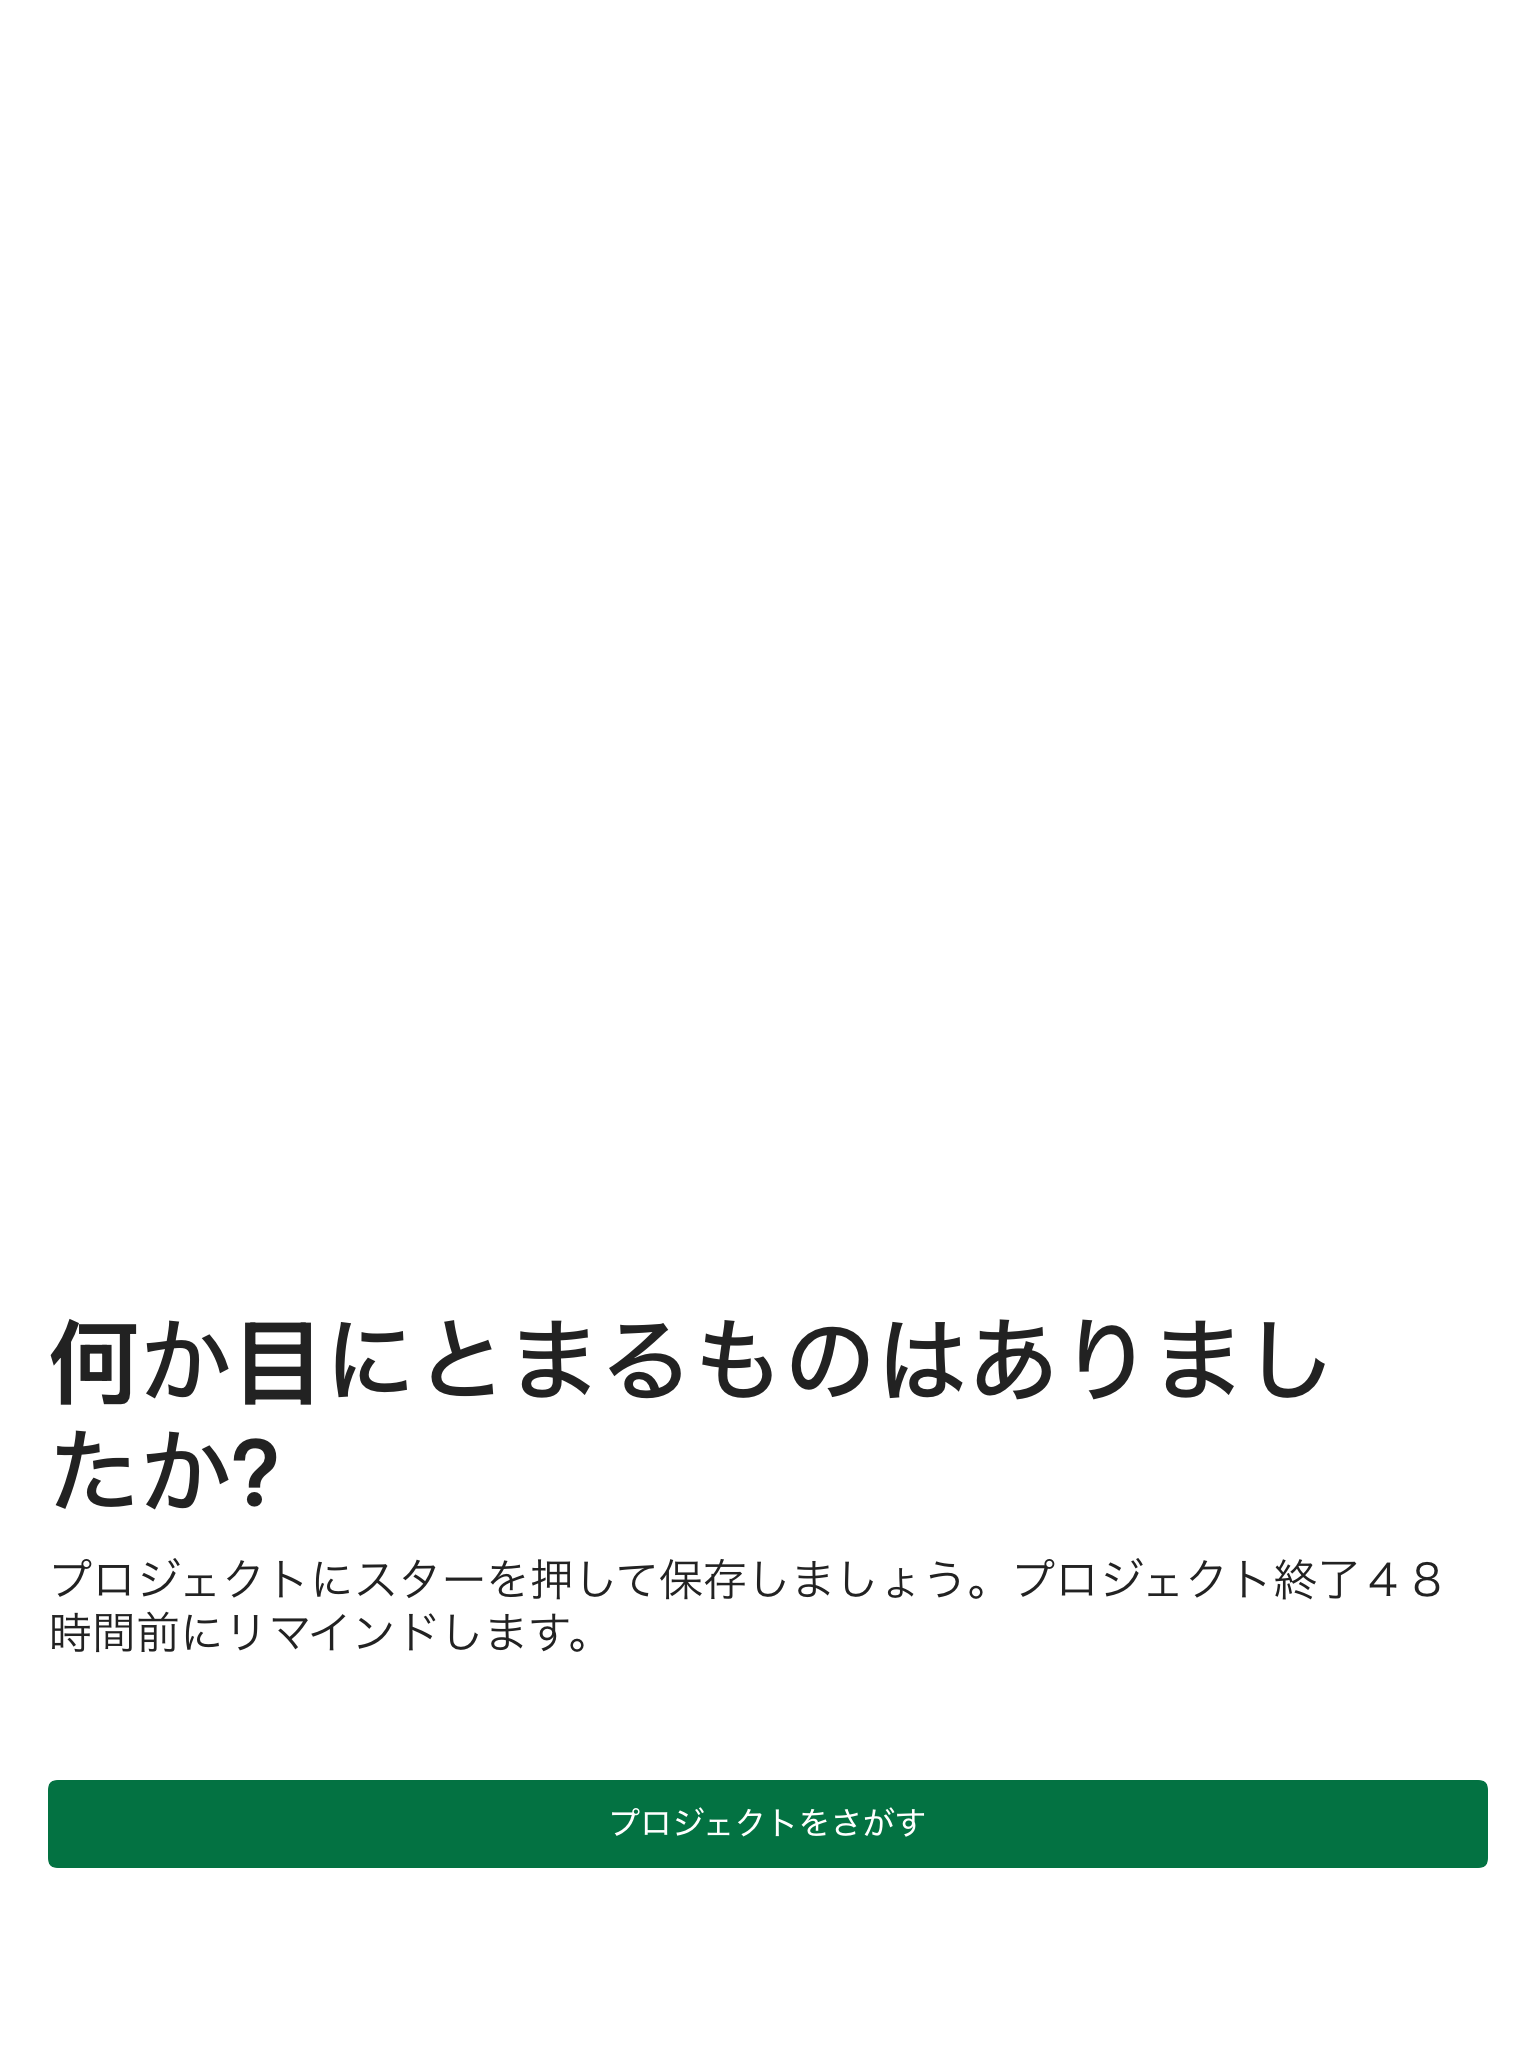 何か目にとまるものはありまし
たか?
プロジェクトにスターを押して保存しましょう。プロジェクト終了４８
時間前にリマインドします。
プロジェクトをさがす